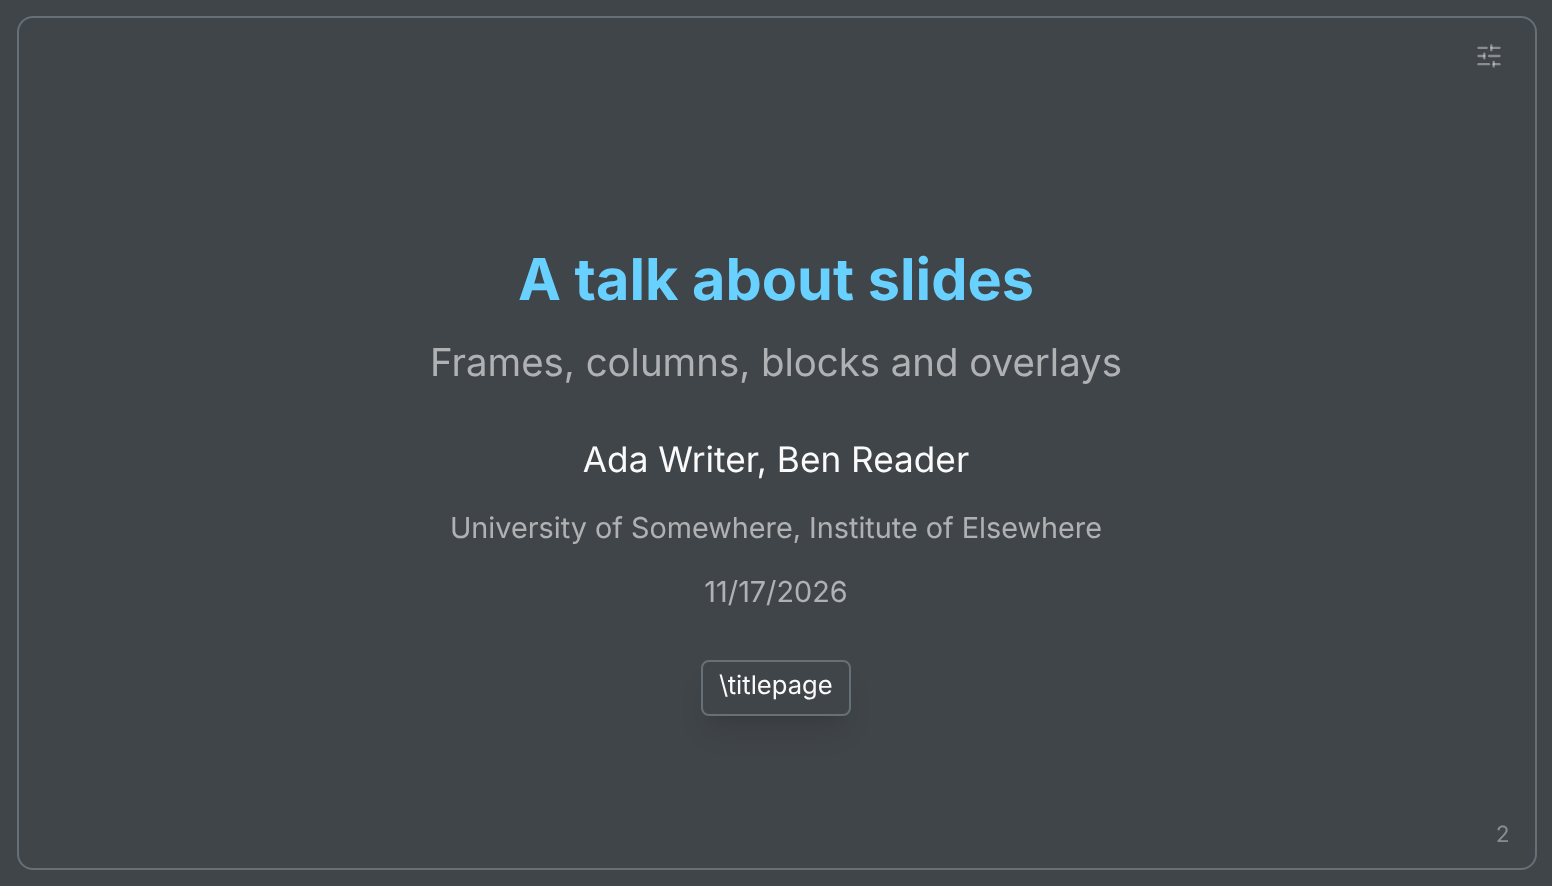 A talk about slides
Frames, columns, blocks and overlays
Ada Writer, Ben Reader
University of Somewhere, Institute of Elsewhere
11/17/2026
\titlepage
2